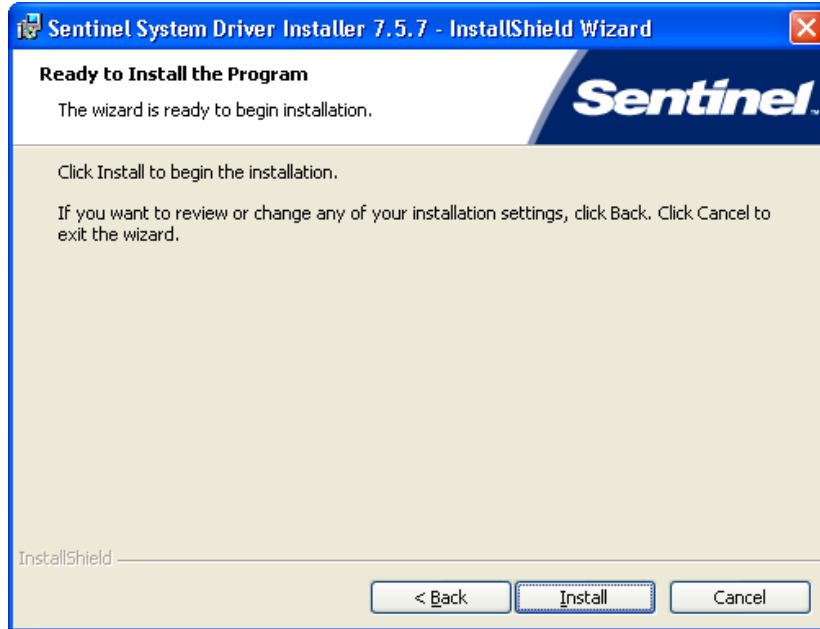 Sentinel System Driver Installer 7.5.7 - InstallShield Wizard
Ready to Install the Program
The wizard is ready to begin installation.
Sentinel™
Click Install to begin the installation.
If you want to review or change any of your installation settings, click Back. Click Cancel to
exit the wizard.
InstallShield
< Back
Install
Cancel